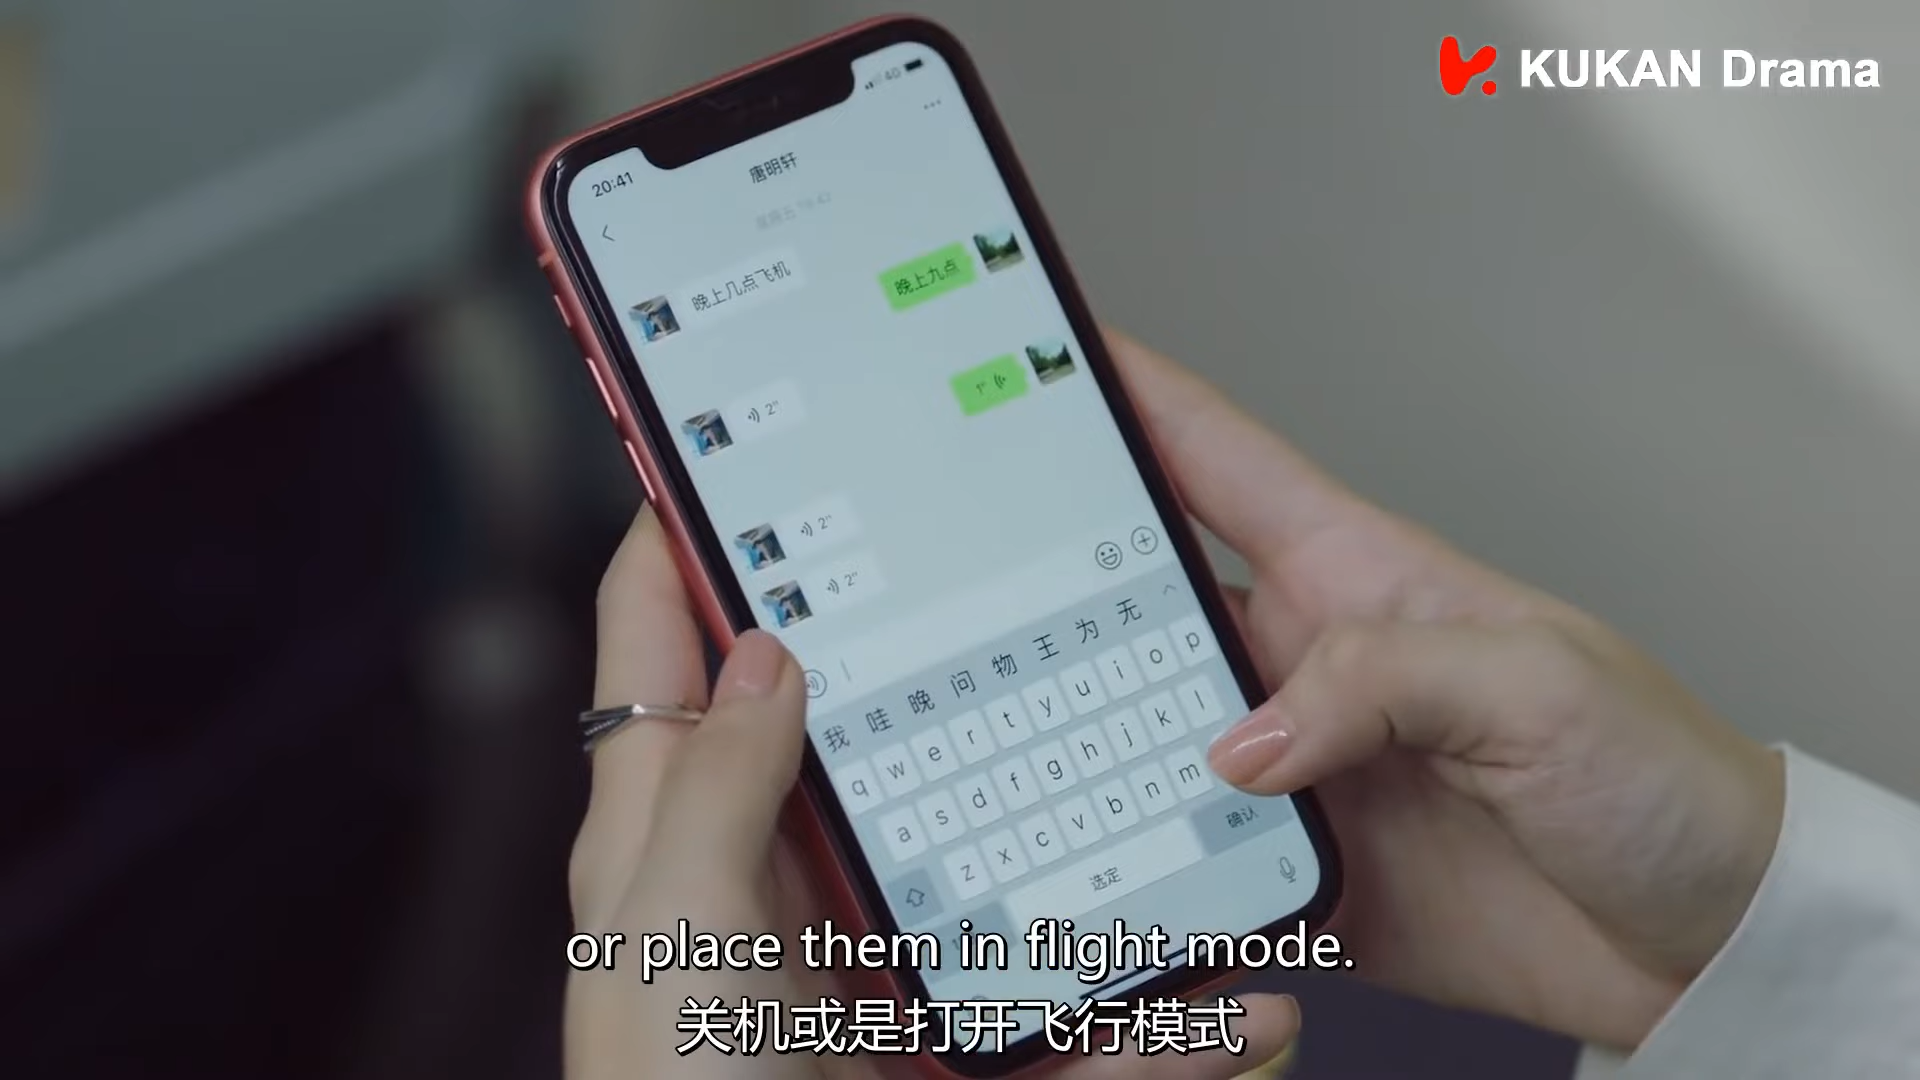 KUKAN Drama
40
20:41
唐明轩
晚上几点飞机
晚上九点
1"
2"
2"
2"
我 哇 晚 问 物 王 为 无
q w e r t y u i o p
a s d f g h j k l
z x c v b n m
选定
确认
or place them in flight mode.
关机或是打开飞行模式